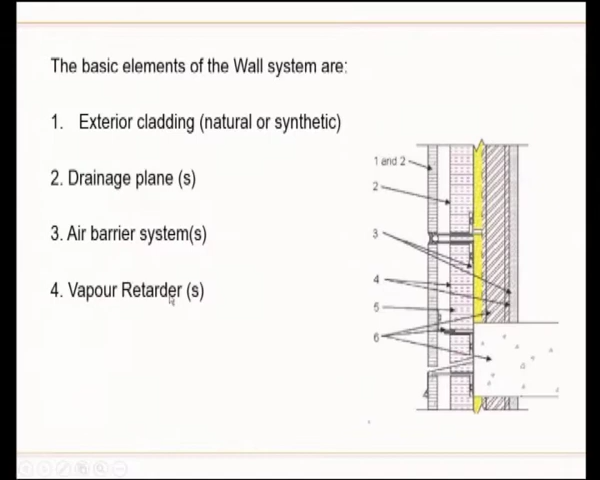 The basic elements of the Wall system are:
1. Exterior cladding (natural or synthetic)
2. Drainage plane (s)
3. Air barrier system(s)
4. Vapour Retarder (s)
1 and 2
2
3
4
5
6